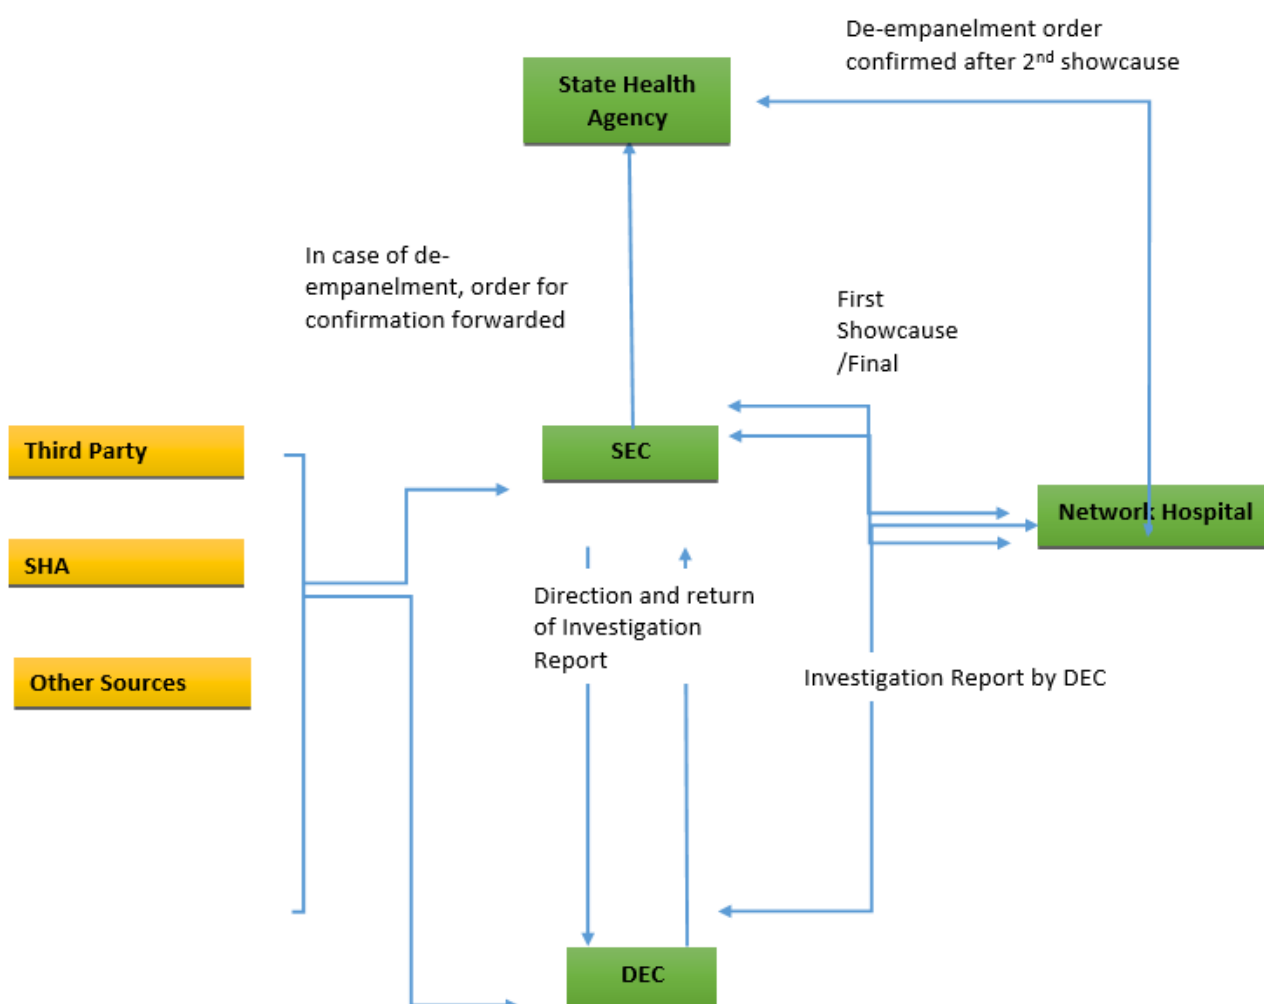 De-empanelment order
confirmed after 2nd showcause
State Health
Agency
In case of de-
empanelment, order for
confirmation forwarded
First
Showcause
/Final
Third Party
SEC
Network Hospital
SHA
Direction and return
of Investigation
Report
Other Sources
Investigation Report by DEC
DEC